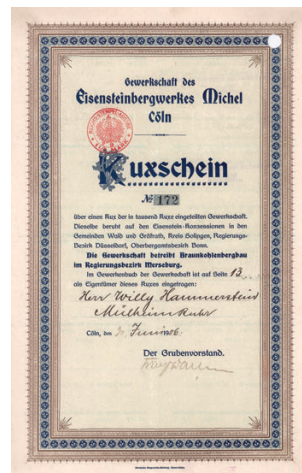 Gewerkschaft des
Eisensteinbergwerkes Michel
Cöln
Kuxschein
№ 172
über einen Kux der in tausend Kuxe eingeteilten Gewerkschaft.
Dieselbe beruht auf den Eisenstein-Konzessionen in den
Gemeinden Wald und Gräfrath, Kreis Solingen, Regierungs-
Bezirk Düsseldorf, Oberbergamtsbezirk Bonn.
Die Gewerkschaft betreibt Braunkohlenbergbau
im Regierungsbezirk Merseburg.
Im Gewerkenbuch der Gewerkschaft ist auf Seite 13
als Eigentümer dieses Kuxes eingetragen:
Herr Willy Hammerstein
Mülheim Ruhr
Cöln, den Juni 1906.
Der Grubenvorstand.